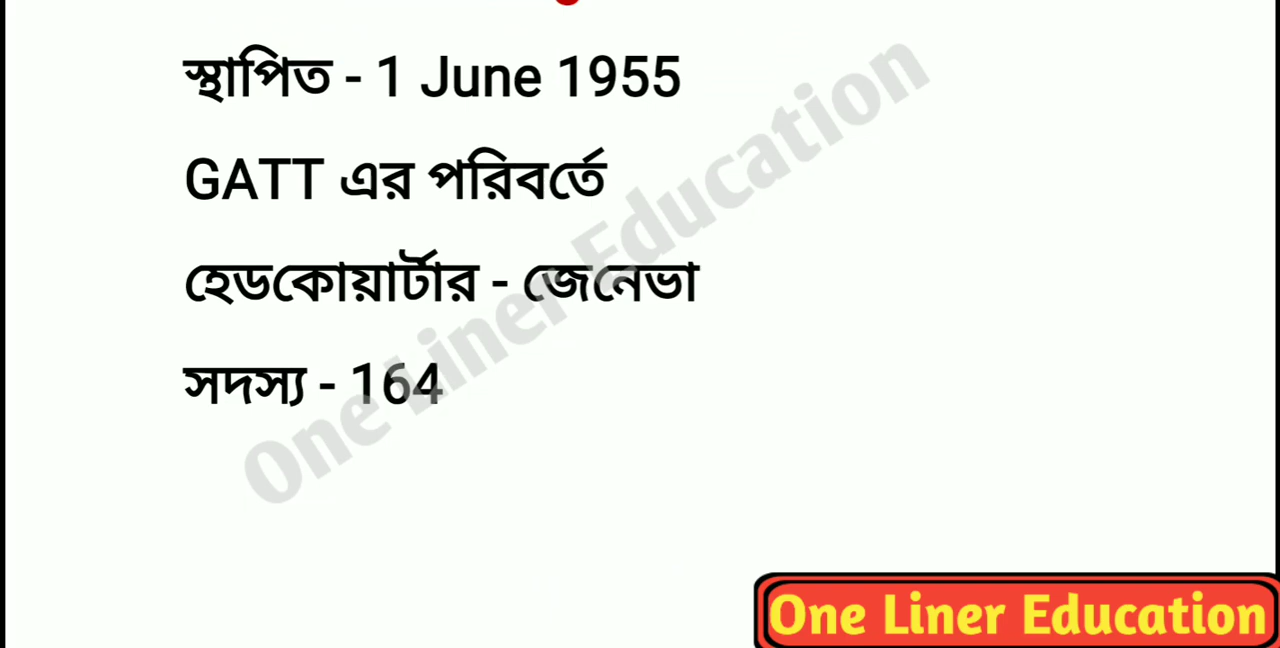 স্থাপিত - 1 June 1955
GATT এর পরিবর্তে
হেডকোয়ার্টার - জেনেভা
সদস্য - 164
One Liner Education
One Liner Education